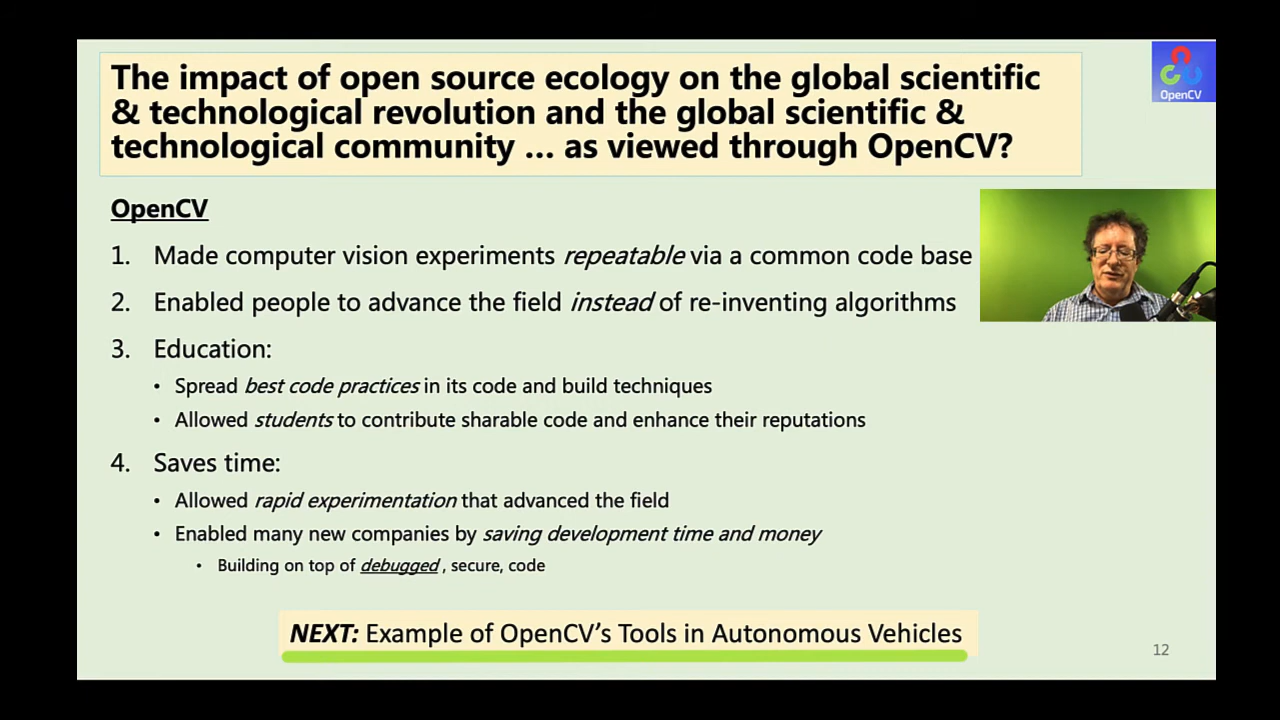 The impact of open source ecology on the global scientific
& technological revolution and the global scientific &
technological community ... as viewed through OpenCV?
OpenCV
OpenCV
1. Made computer vision experiments repeatable via a common code base
2. Enabled people to advance the field instead of re-inventing algorithms
3. Education:
• Spread best code practices in its code and build techniques
• Allowed students to contribute sharable code and enhance their reputations
4. Saves time:
• Allowed rapid experimentation that advanced the field
• Enabled many new companies by saving development time and money
• Building on top of debugged , secure, code
NEXT: Example of OpenCV's Tools in Autonomous Vehicles
12